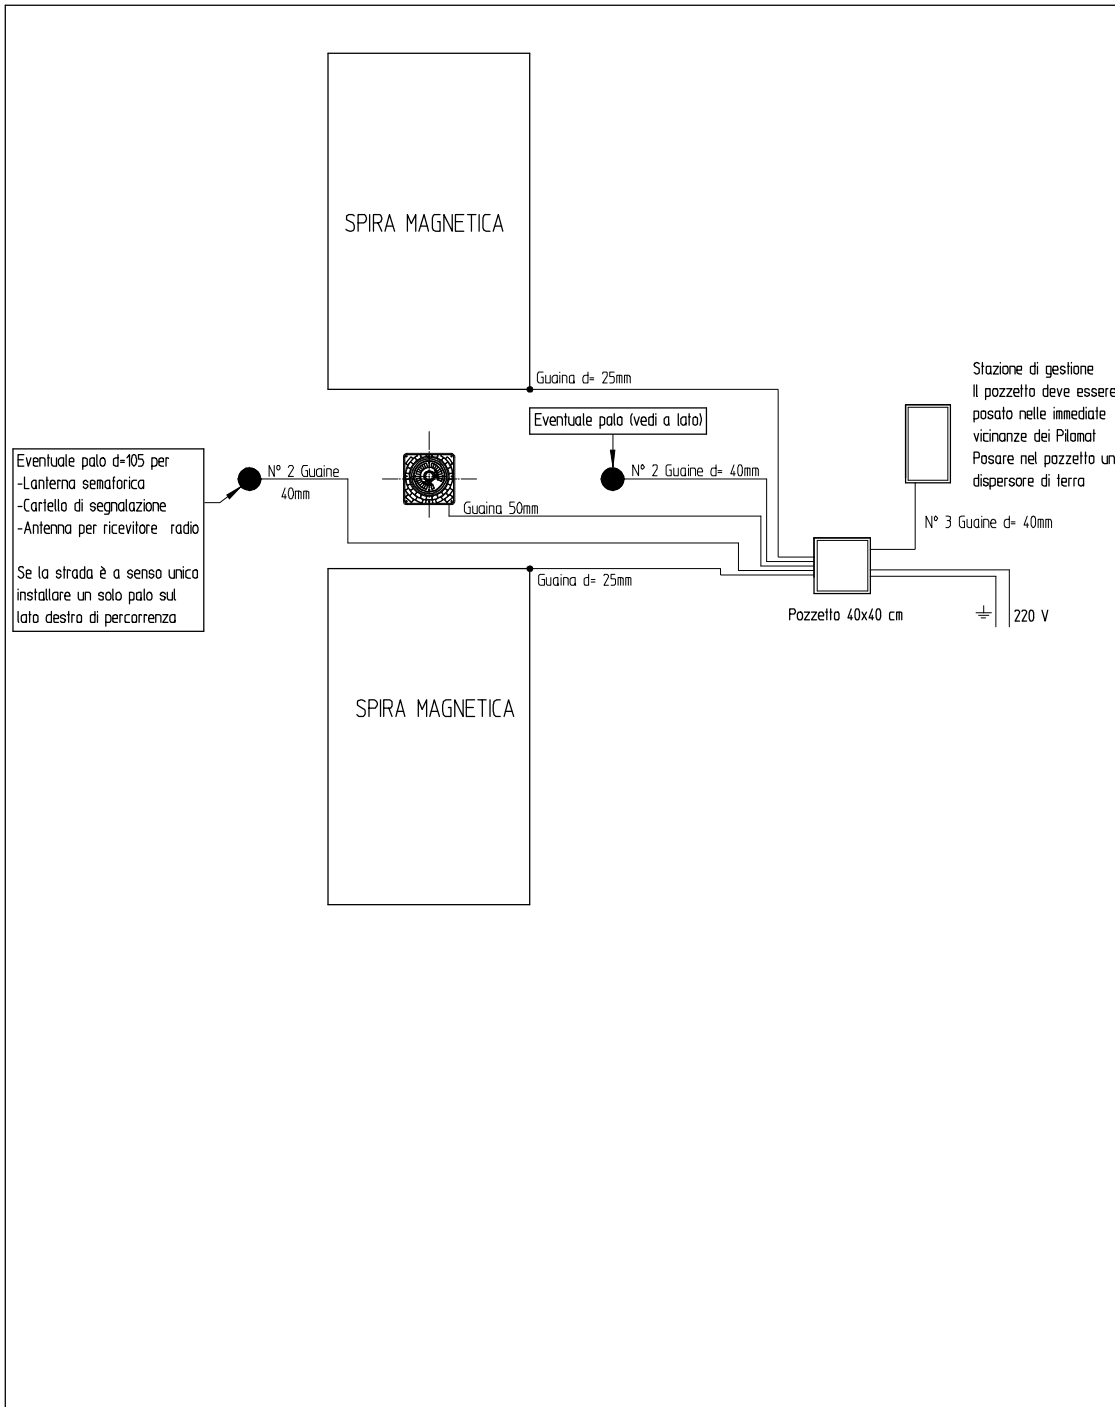 SPIRA MAGNETICA
Guaina d= 25mm
Stazione di gestione
Il pozzetto deve essere
posato nelle immediate
vicinanze dei Pilomat
Posare nel pozzetto un
dispersore di terra
Eventuale palo (vedi a lato)
Eventuale palo d=105 per
-Lanterna semaforica
-Cartello di segnalazione
-Antenna per ricevitore radio
Se la strada è a senso unico
installare un solo palo sul
lato destro di percorrenza
N° 2 Guaine
40mm
N° 2 Guaine d= 40mm
Guaina 50mm
N° 3 Guaine d= 40mm
Guaina d= 25mm
Pozzetto 40x40 cm
220 V
SPIRA MAGNETICA